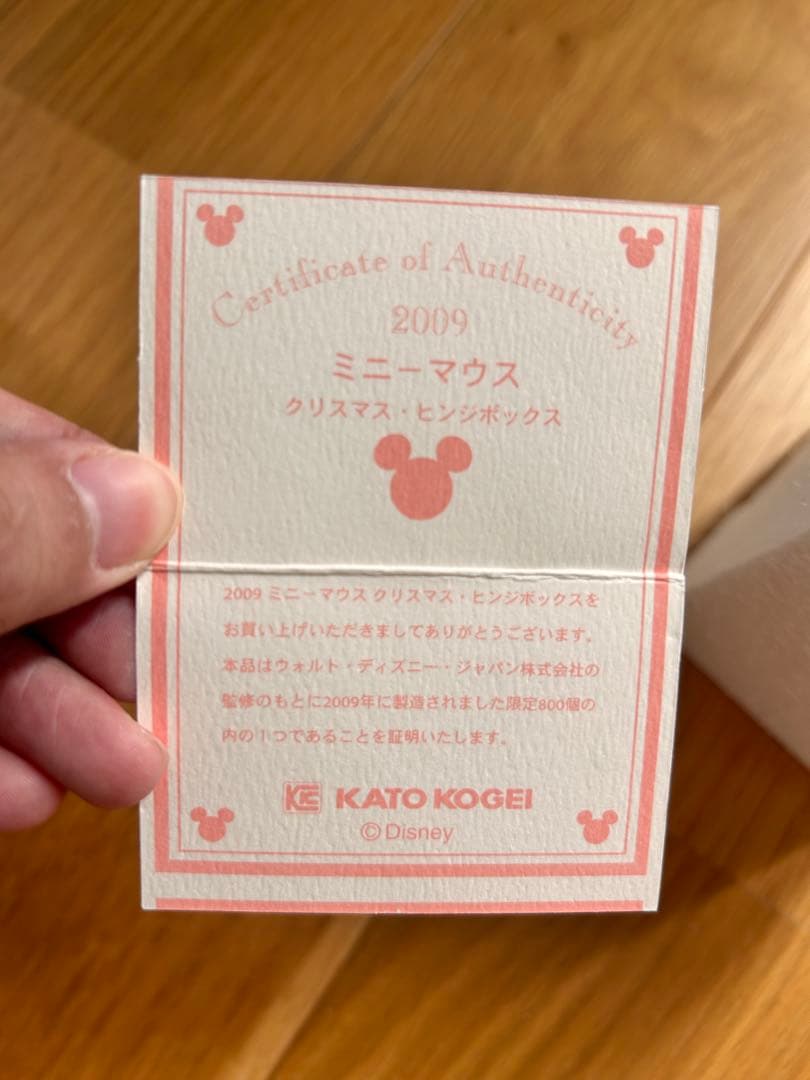 Certificate of Authenticity
2009
ミニーマウス
クリスマス・ヒンジボックス
2009 ミニーマウス クリスマス・ヒンジボックスを
お買い上げいただきましてありがとうございます。
本品はウォルト・ディズニー・ジャパン株式会社の
監修のもとに2009年に製造されました限定800個の
内の1つであることを証明いたします。
KATO KOGEI
©Disney